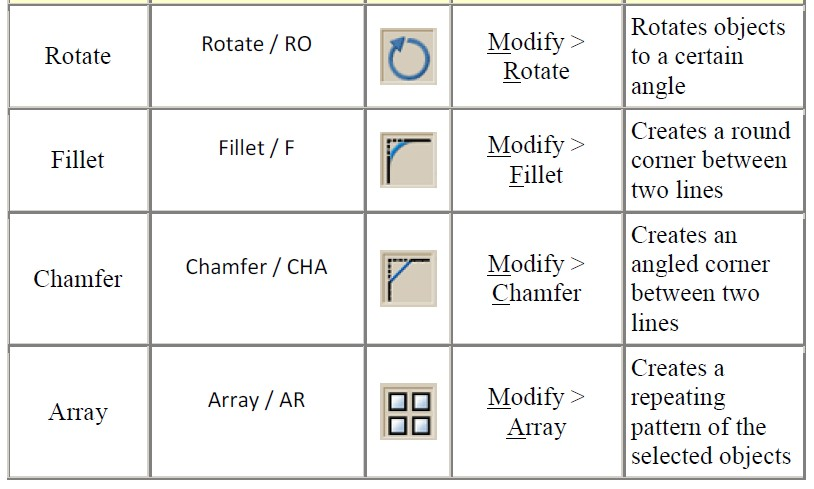 Rotate
Rotate / RO
Modify >
Rotate
Rotates objects
to a certain
angle
Fillet
Fillet / F
Modify >
Fillet
Creates a round
corner between
two lines
Chamfer
Chamfer / CHA
Modify >
Chamfer
Creates an
angled corner
between two
lines
Array
Array / AR
Modify >
Array
Creates a
repeating
pattern of the
selected objects